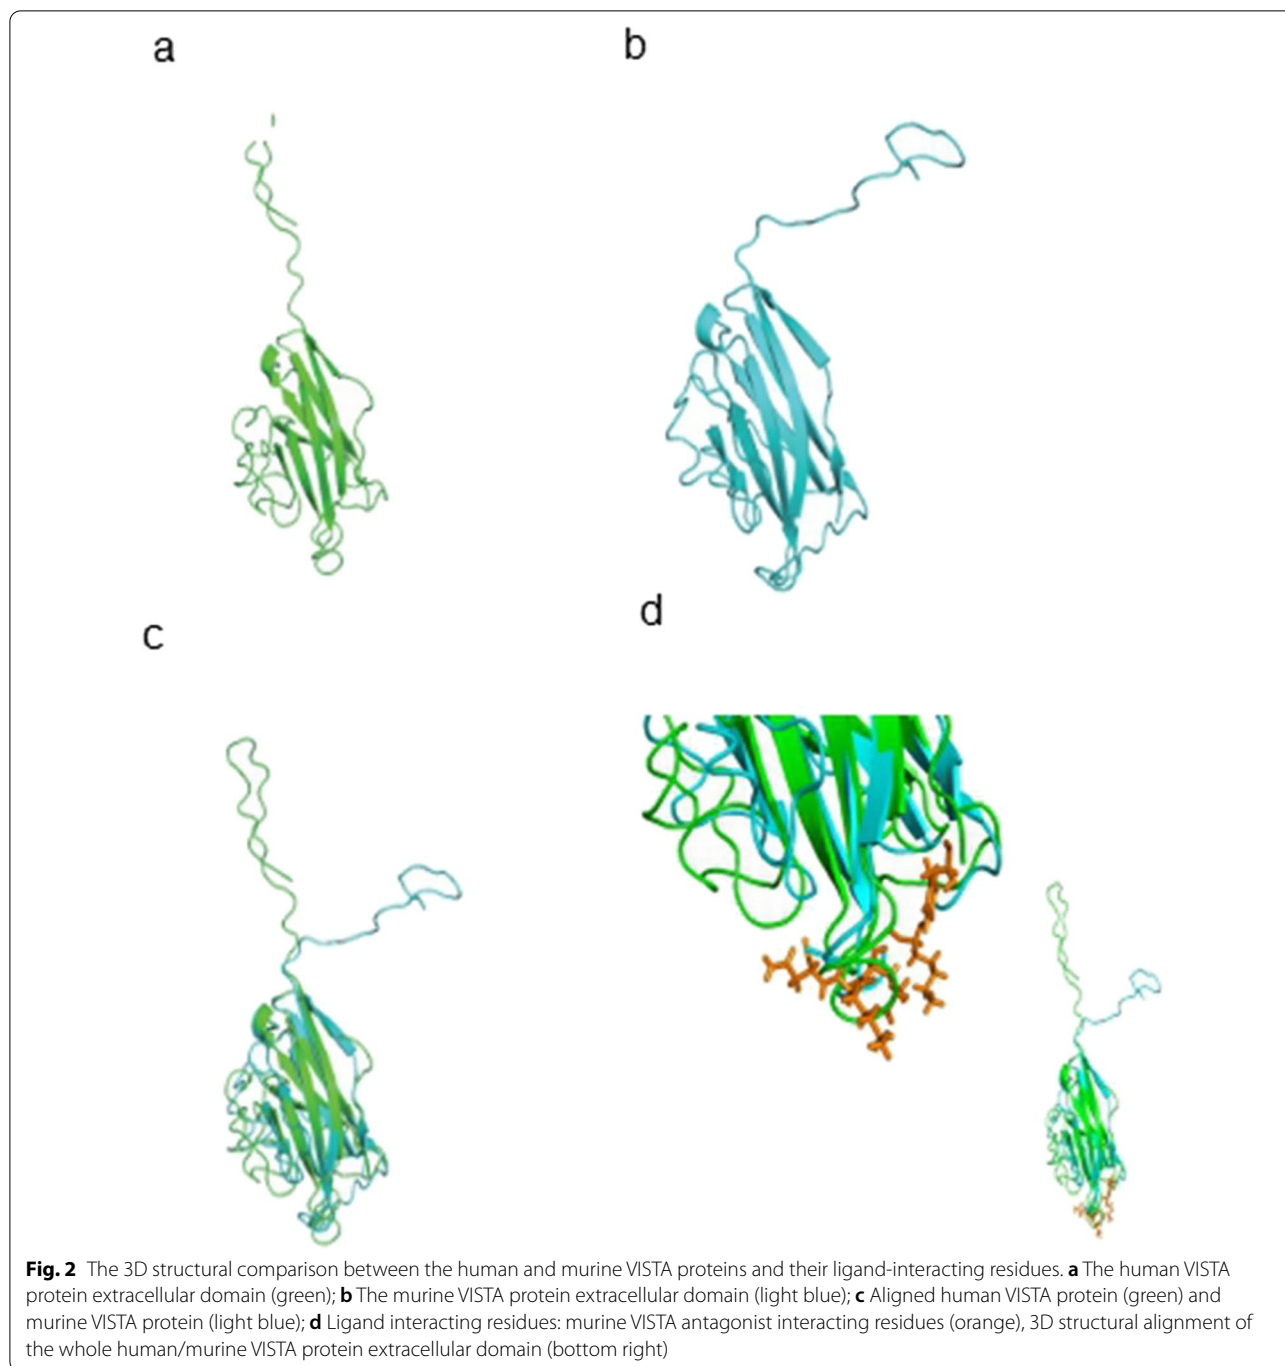 a
b
c
d
Fig. 2 The 3D structural comparison between the human and murine VISTA proteins and their ligand-interacting residues. a The human VISTA
protein extracellular domain (green); b The murine VISTA protein extracellular domain (light blue); c Aligned human VISTA protein (green) and
murine VISTA protein (light blue); d Ligand interacting residues: murine VISTA antagonist interacting residues (orange), 3D structural alignment of
the whole human/murine VISTA protein extracellular domain (bottom right)